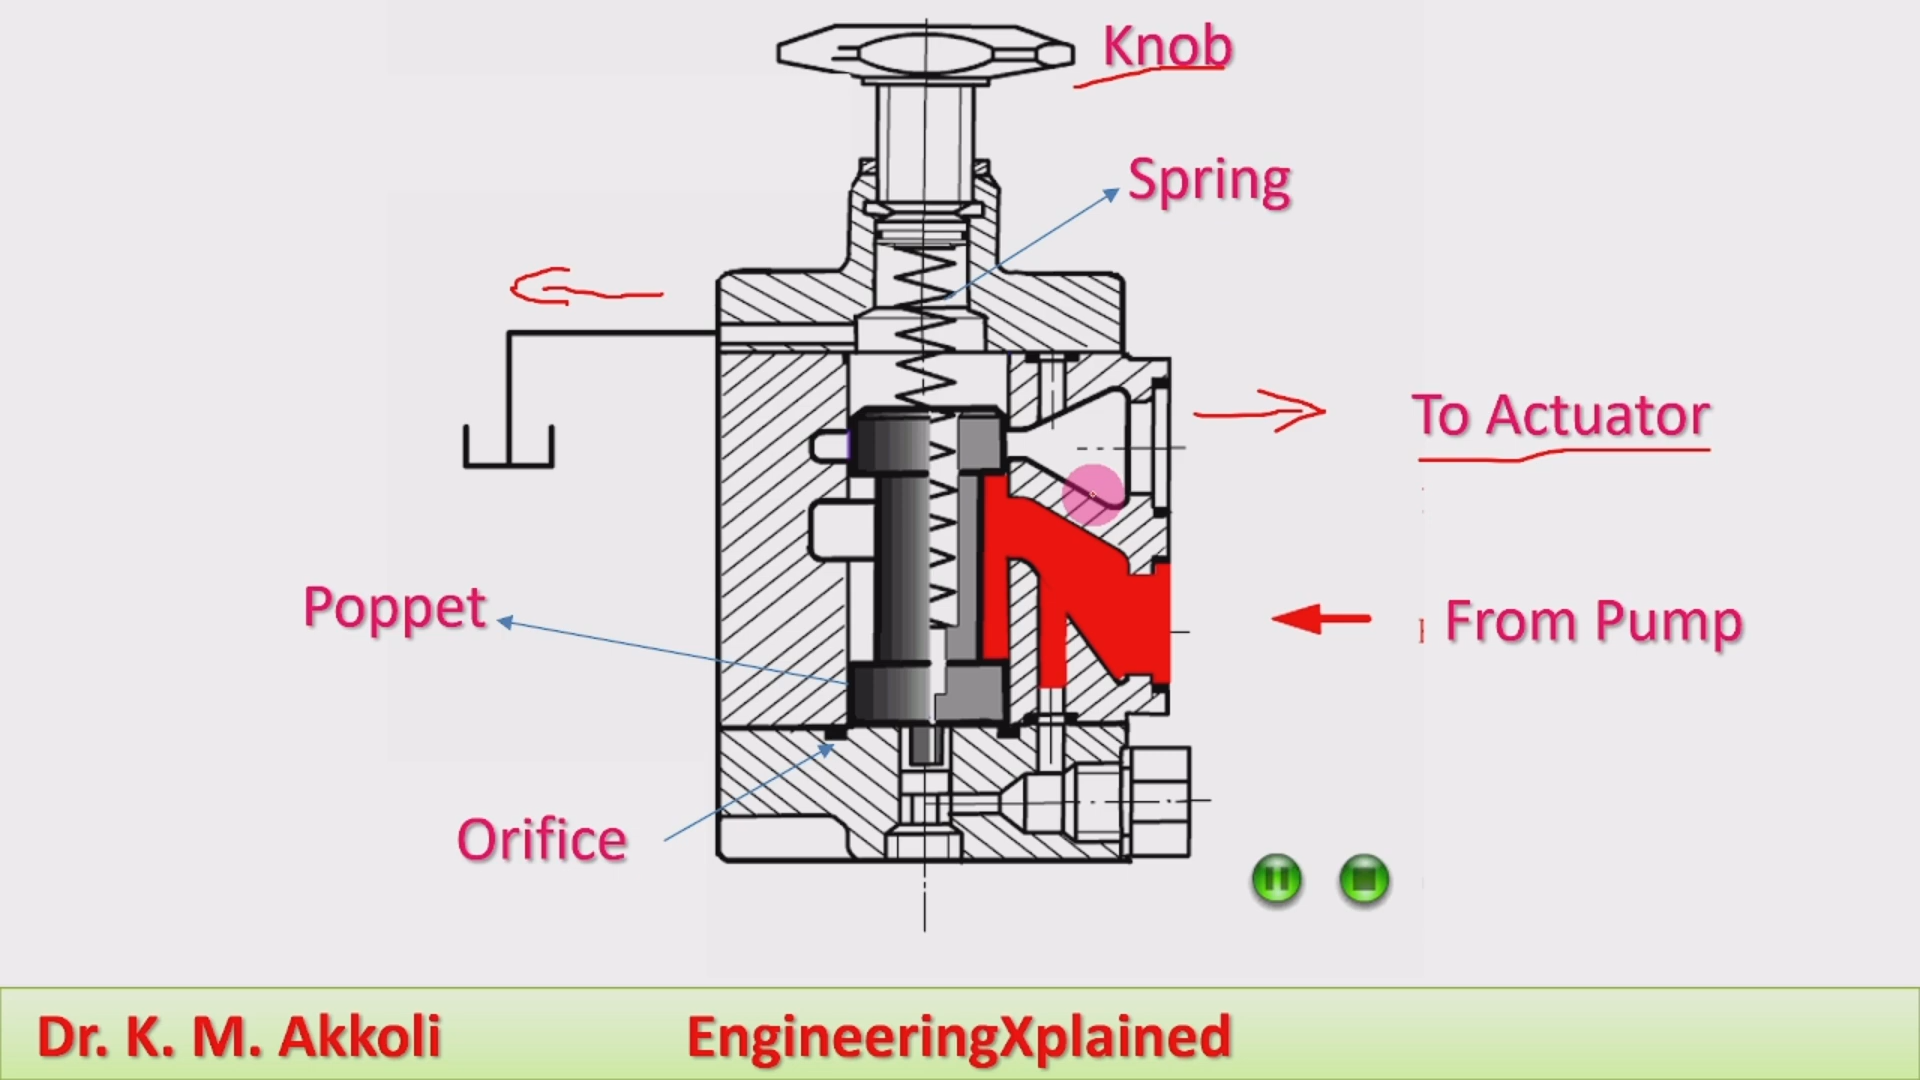 Knob
Spring
To Actuator
Poppet
From Pump
Orifice
Dr. K. M. Akkoli
EngineeringXplained